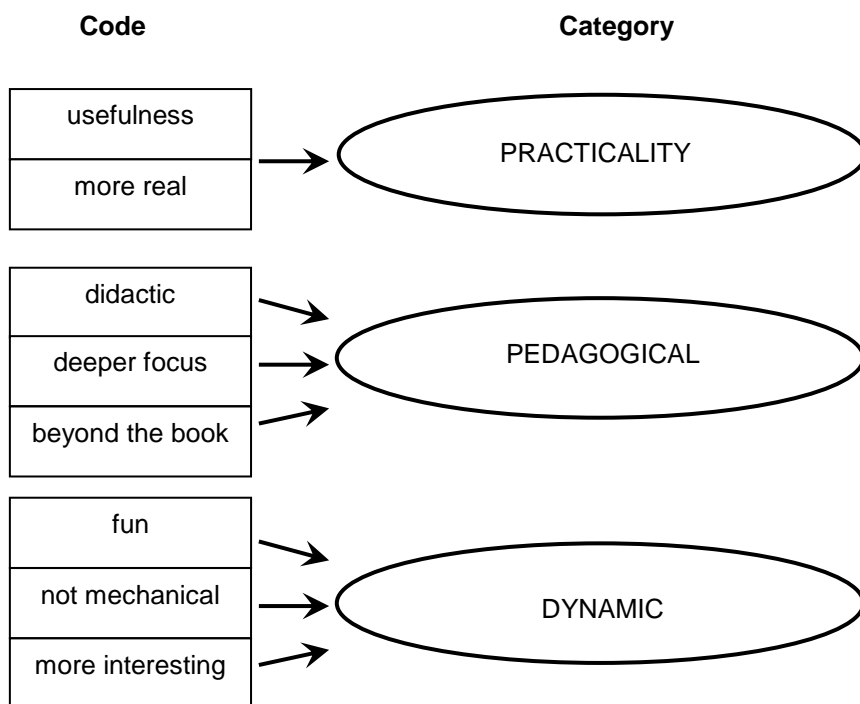 Code Category
usefulness
more real
PRACTICALITY
didactic
deeper focus
beyond the book
PEDAGOGICAL
fun
not mechanical
more interesting
DYNAMIC